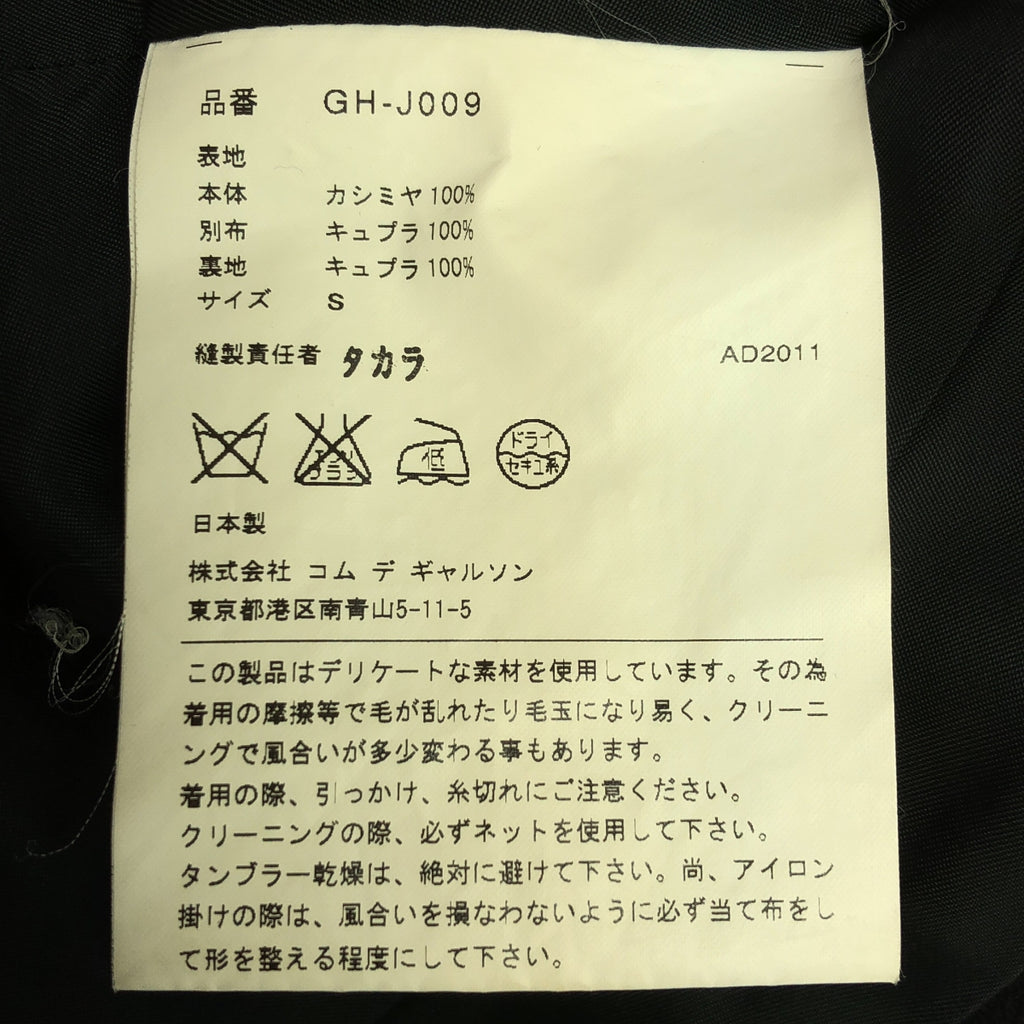 品番 GH-J009
表地
本体 カシミヤ100%
別布 キュプラ100%
裏地 キュプラ100%
サイズ S
縫製責任者 タカラ AD2011
低 ドライ セキユ系
日本製
株式会社 コム デ ギャルソン
東京都港区南青山5-11-5
この製品はデリケートな素材を使用しています。その為
着用の摩擦等で毛が乱れたり毛玉になり易く、クリーニ
ングで風合いが多少変わる事もあります。
着用の際、引っかけ、糸切れにご注意ください。
クリーニングの際、必ずネットを使用して下さい。
タンブラー乾燥は、絶対に避けて下さい。尚、アイロン
掛けの際は、風合いを損なわないように必ず当て布をし
て形を整える程度にして下さい。